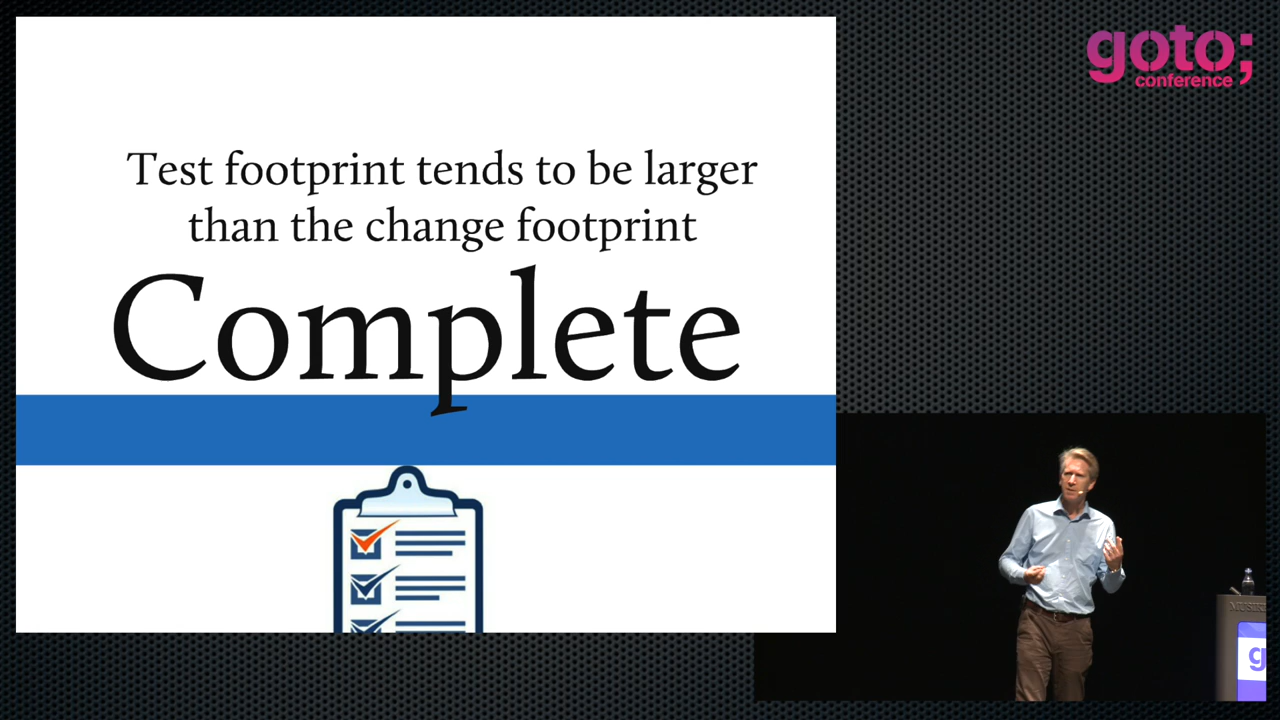 goto;
conference
Test footprint tends to be larger
than the change footprint
Complete
g